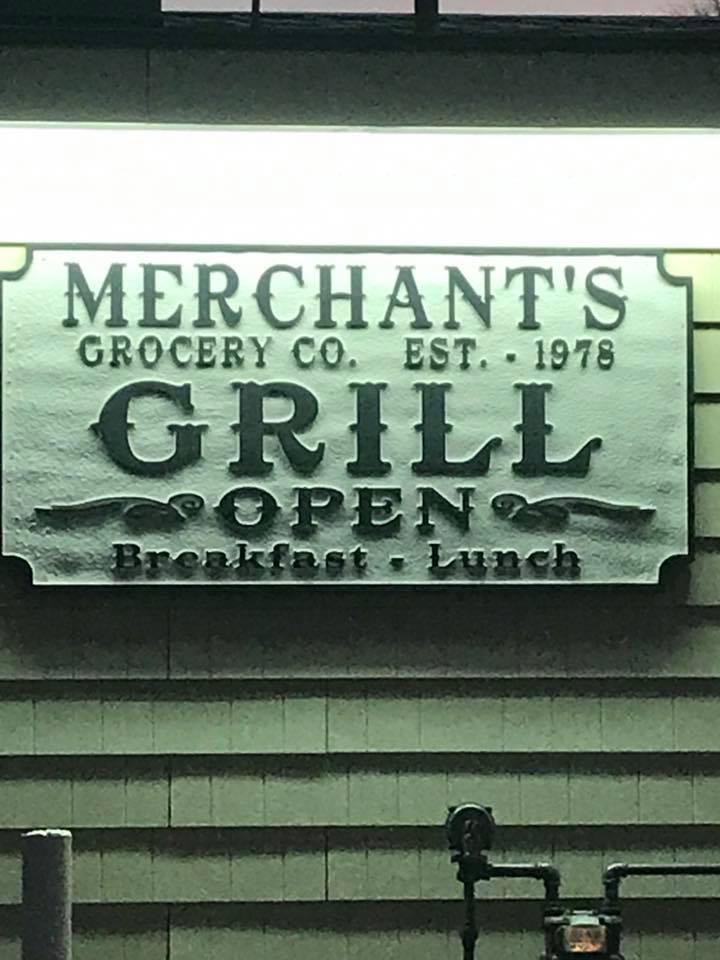 MERCHANT'S
GROCERY CO. EST. - 1978
GRILL
OPEN
Breakfast - Lunch